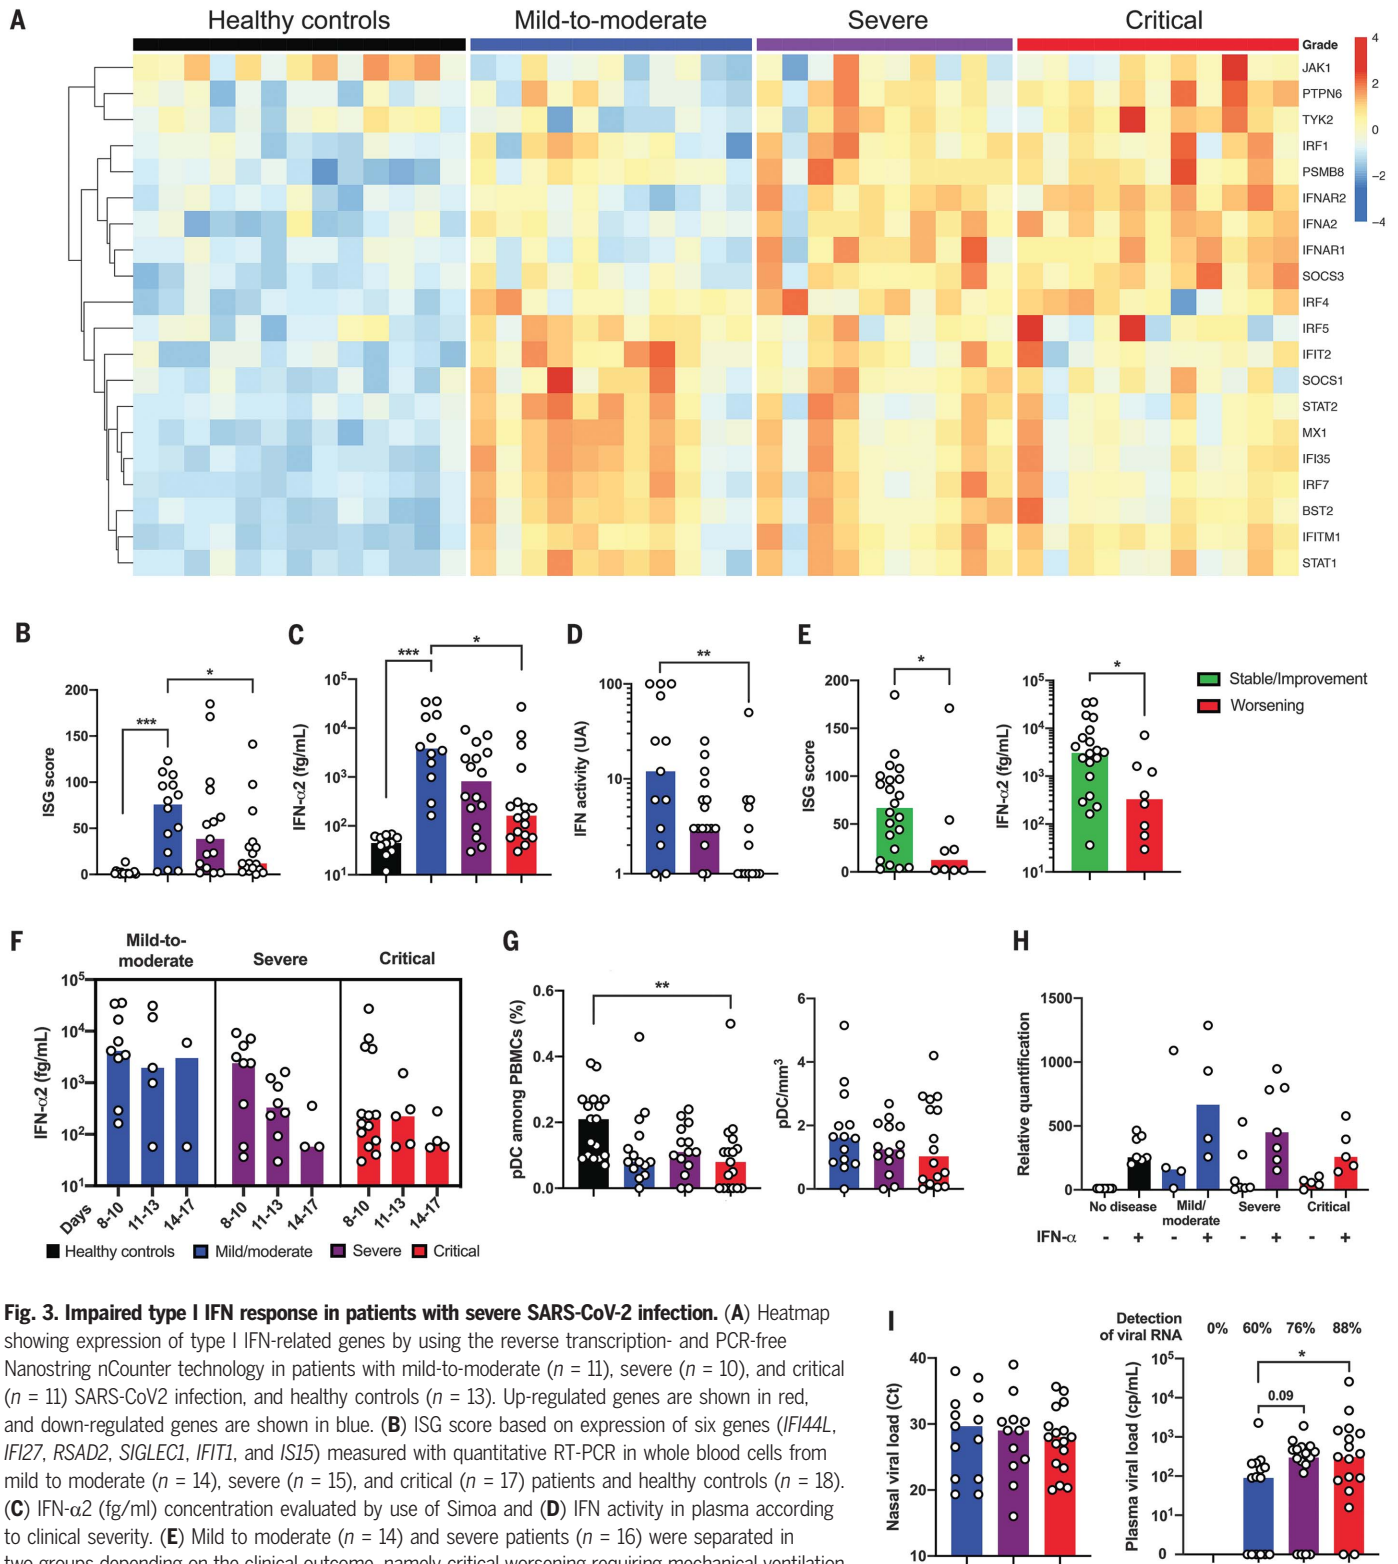 A
Healthy controls
Mild-to-moderate
Severe
Critical
Grade
4
2
0
−2
−4
JAK1
PTPN6
TYK2
IRF1
PSMB8
IFNAR2
IFNA2
IFNAR1
SOCS3
IRF4
IRF5
IFIT2
SOCS1
STAT2
MX1
IFI35
IRF7
BST2
IFITM1
STAT1
B
ISG score
200
150
100
50
0
***
*
C
IFN-α2 (fg/mL)
10⁵
10⁴
10³
10²
10¹
***
*
D
IFN activity (UA)
100
10
1
**
E
ISG score
200
150
100
50
0
*
IFN-α2 (fg/mL)
10⁵
10⁴
10³
10²
10¹
*
Stable/Improvement
Worsening
F
Mild-to-
moderate
Severe
Critical
IFN-α2 (fg/mL)
10⁵
10⁴
10³
10²
10¹
Days
8-10
11-13
14-17
8-10
11-13
14-17
8-10
11-13
14-17
Healthy controls
Mild/moderate
Severe
Critical
G
pDC among PBMCs (%)
0.6
0.4
0.2
0.0
**
pDC/mm³
6
4
2
0
H
Relative quantification
1500
1000
500
0
No disease
Mild/
moderate
Severe
Critical
IFN-α - + - + - + - +
Fig. 3. Impaired type I IFN response in patients with severe SARS-CoV-2 infection. (A) Heatmap
showing expression of type I IFN-related genes by using the reverse transcription- and PCR-free
Nanostring nCounter technology in patients with mild-to-moderate (n = 11), severe (n = 10), and critical
(n = 11) SARS-CoV2 infection, and healthy controls (n = 13). Up-regulated genes are shown in red,
and down-regulated genes are shown in blue. (B) ISG score based on expression of six genes (IFI44L,
IFI27, RSAD2, SIGLEC1, IFIT1, and IS15) measured with quantitative RT-PCR in whole blood cells from
mild to moderate (n = 14), severe (n = 15), and critical (n = 17) patients and healthy controls (n = 18).
(C) IFN-α2 (fg/ml) concentration evaluated by use of Simoa and (D) IFN activity in plasma according
to clinical severity. (E) Mild to moderate (n = 14) and severe patients (n = 16) were separated in
two groups depending on the clinical outcome, namely critical worsening requiring mechanical ventilation
I
Nasal viral load (Ct)
40
30
20
10
Detection
of viral RNA
0% 60% 76% 88%
Plasma viral load (cp/mL)
10⁵
10⁴
10³
10²
10¹
0
*
0.09